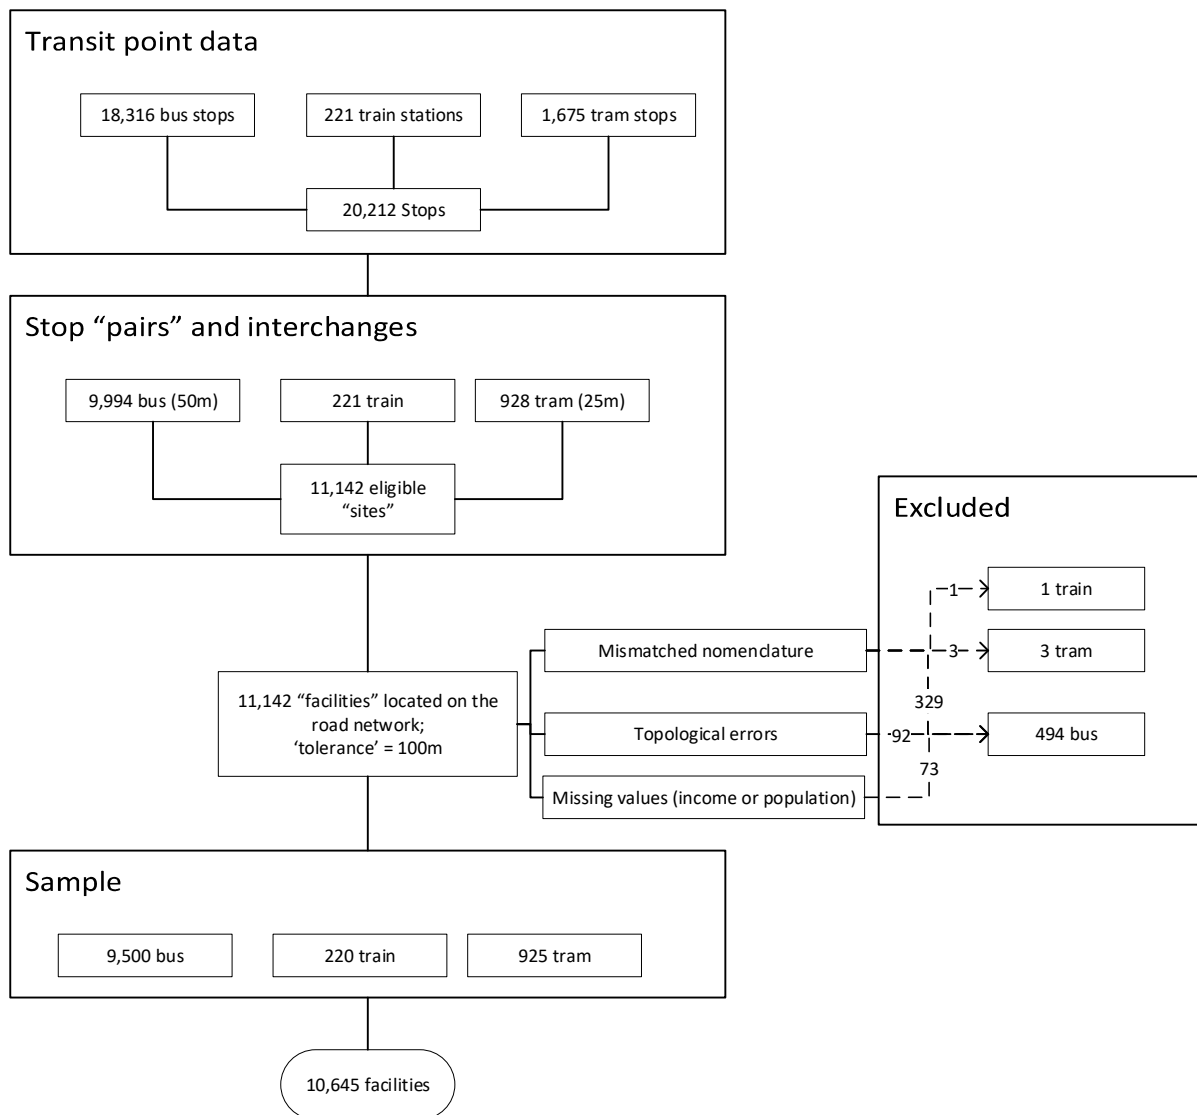 Transit point data
18,316 bus stops
221 train stations
1,675 tram stops
20,212 Stops
Stop “pairs” and interchanges
9,994 bus (50m)
221 train
928 tram (25m)
11,142 eligible
“sites”
Excluded
1
1 train
Mismatched nomenclature
3
3 tram
11,142 “facilities” located on the
road network;
‘tolerance’ = 100m
329
Topological errors
92
494 bus
73
Missing values (income or population)
Sample
9,500 bus
220 train
925 tram
10,645 facilities